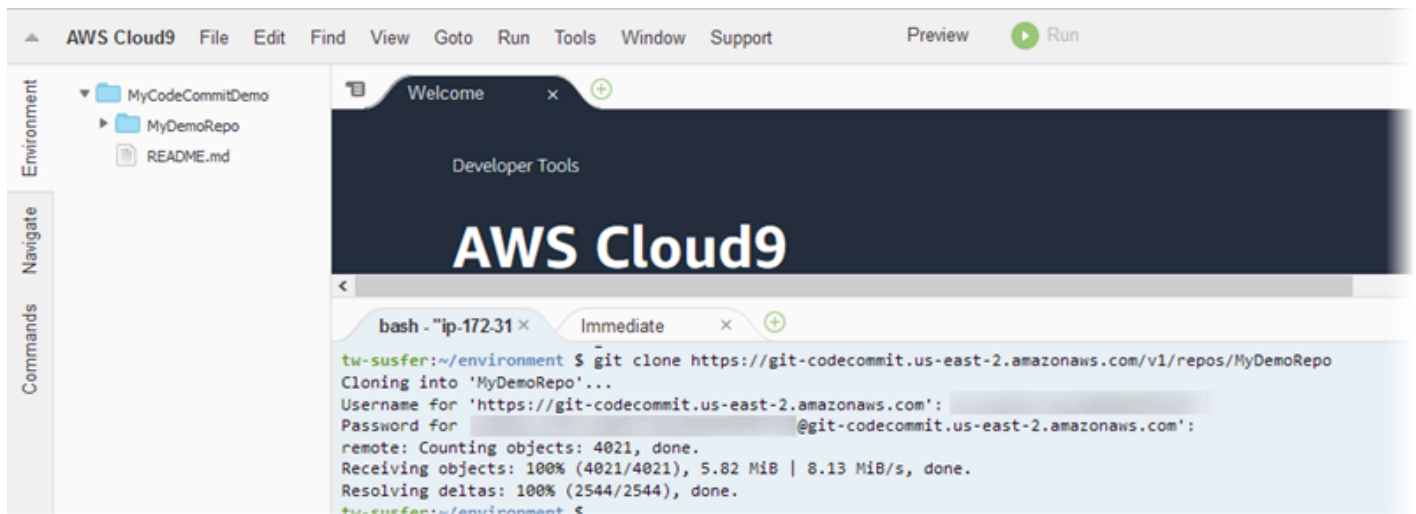 AWS Cloud9 File Edit Find View Goto Run Tools Window Support Preview Run
Environment
Navigate
Commands
MyCodeCommitDemo
MyDemoRepo
README.md
Welcome
Developer Tools
AWS Cloud9
bash - "ip-172-31 Immediate
tw-susfer:~/environment $ git clone https://git-codecommit.us-east-2.amazonaws.com/v1/repos/MyDemoRepo
Cloning into 'MyDemoRepo'...
Username for 'https://git-codecommit.us-east-2.amazonaws.com':
Password for @git-codecommit.us-east-2.amazonaws.com':
remote: Counting objects: 4021, done.
Receiving objects: 100% (4021/4021), 5.82 MiB | 8.13 MiB/s, done.
Resolving deltas: 100% (2544/2544), done.
tw-susfer:~/environment $